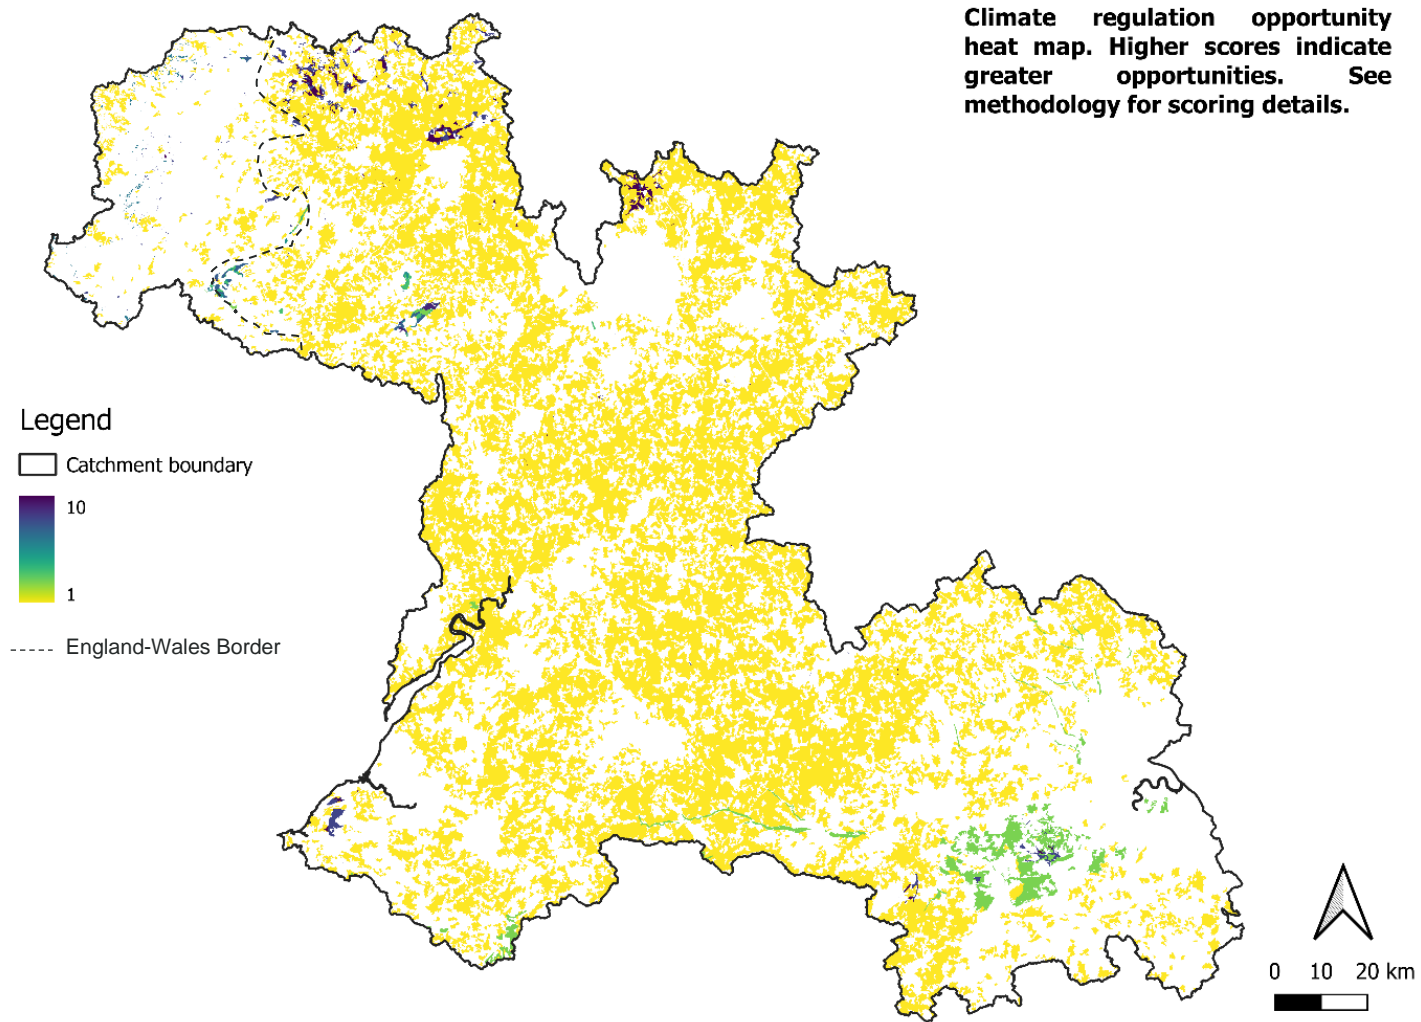 Climate regulation opportunity
heat map. Higher scores indicate
greater opportunities. See
methodology for scoring details.
Legend
Catchment boundary
10
1
England-Wales Border
0 10 20 km